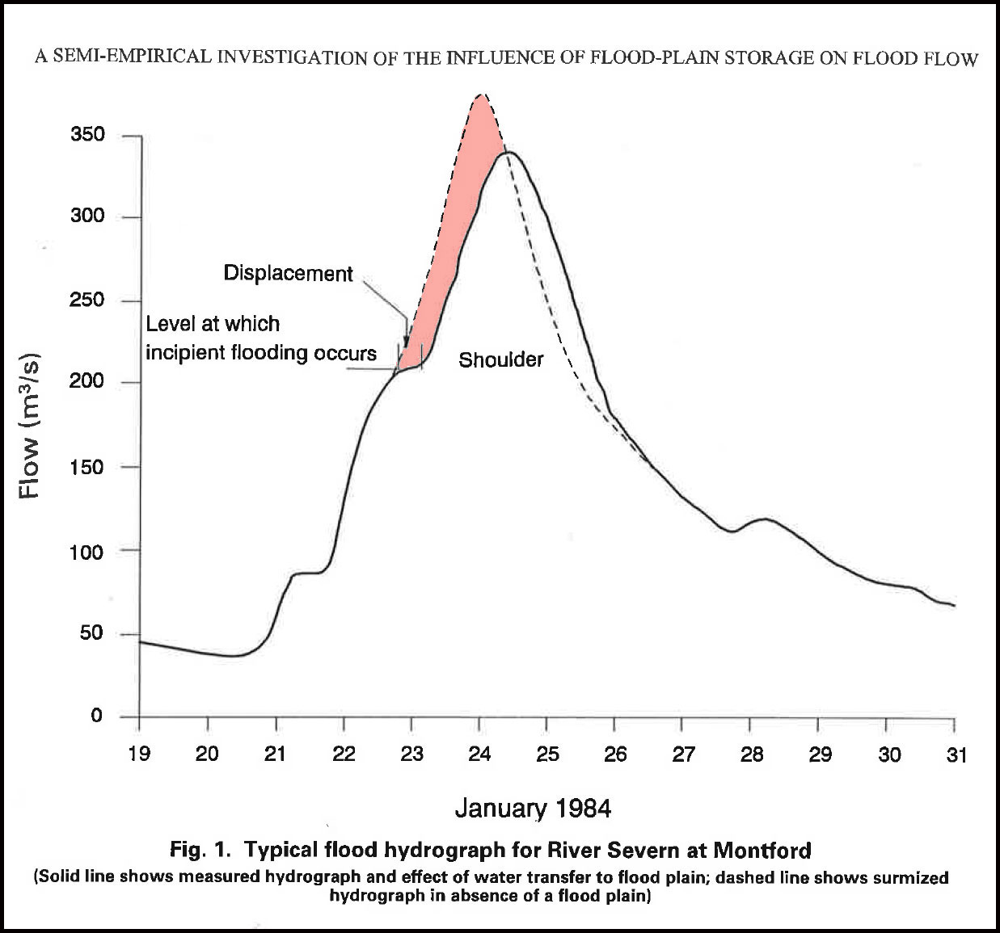 A SEMI-EMPIRICAL INVESTIGATION OF THE INFLUENCE OF FLOOD-PLAIN STORAGE ON FLOOD FLOW
350
300
Displacement
250
Level at which
incipient flooding occurs
Shoulder
200
Flow (m³/s)
150
100
50
0
19 20 21 22 23 24 25 26 27 28 29 30 31
January 1984
Fig. 1. Typical flood hydrograph for River Severn at Montford
(Solid line shows measured hydrograph and effect of water transfer to flood plain; dashed line shows surmized
hydrograph in absence of a flood plain)